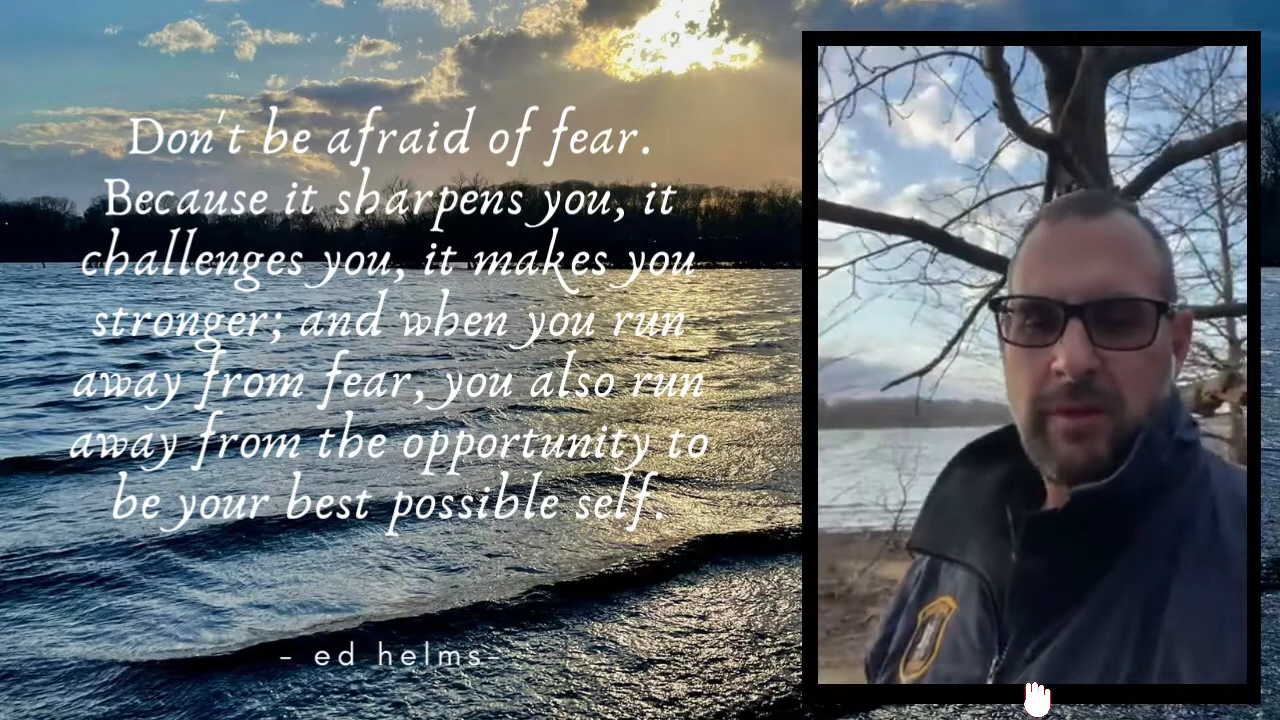 Don't be afraid of fear.
Because it sharpens you, it
challenges you, it makes you
stronger; and when you run
away from fear, you also run
away from the opportunity to
be your best possible self.
- ed helms-